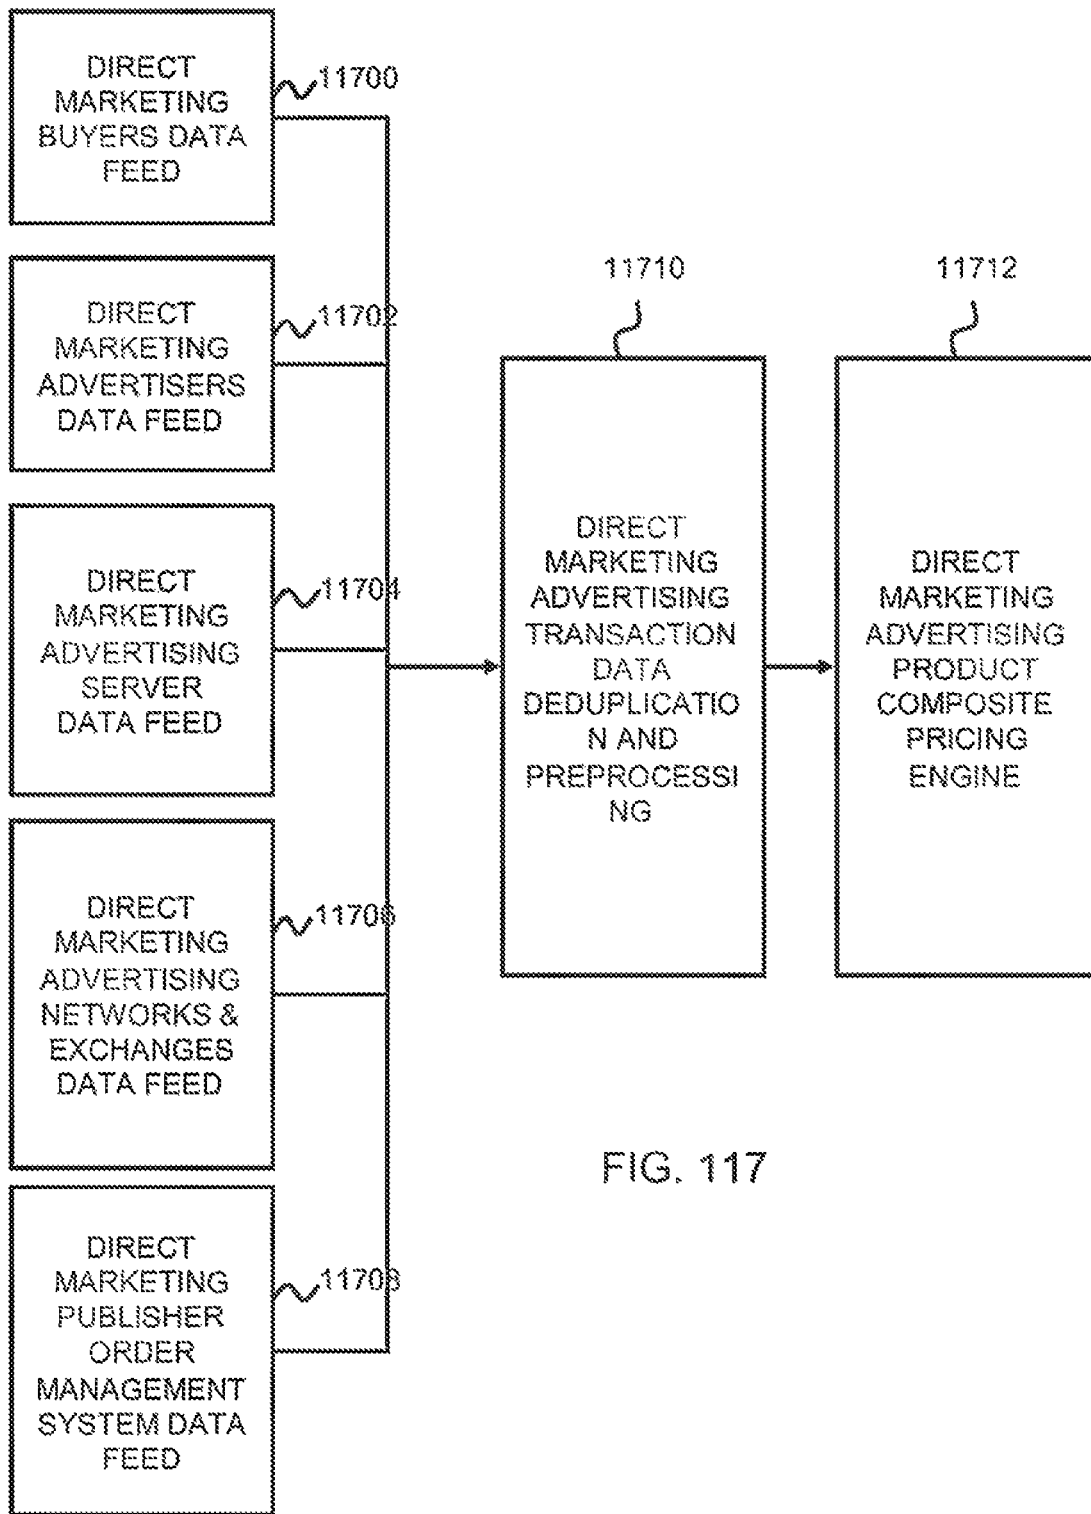 DIRECT
MARKETING
BUYERS DATA
FEED
11700
DIRECT
MARKETING
ADVERTISERS
DATA FEED
11702
DIRECT
MARKETING
ADVERTISING
SERVER
DATA FEED
11704
DIRECT
MARKETING
ADVERTISING
NETWORKS &
EXCHANGES
DATA FEED
11706
DIRECT
MARKETING
PUBLISHER
ORDER
MANAGEMENT
SYSTEM DATA
FEED
11708
11710
DIRECT
MARKETING
ADVERTISING
TRANSACTION
DATA
DEDUPLICATIO
N AND
PREPROCESSI
NG
11712
DIRECT
MARKETING
ADVERTISING
PRODUCT
COMPOSITE
PRICING
ENGINE
FIG. 117